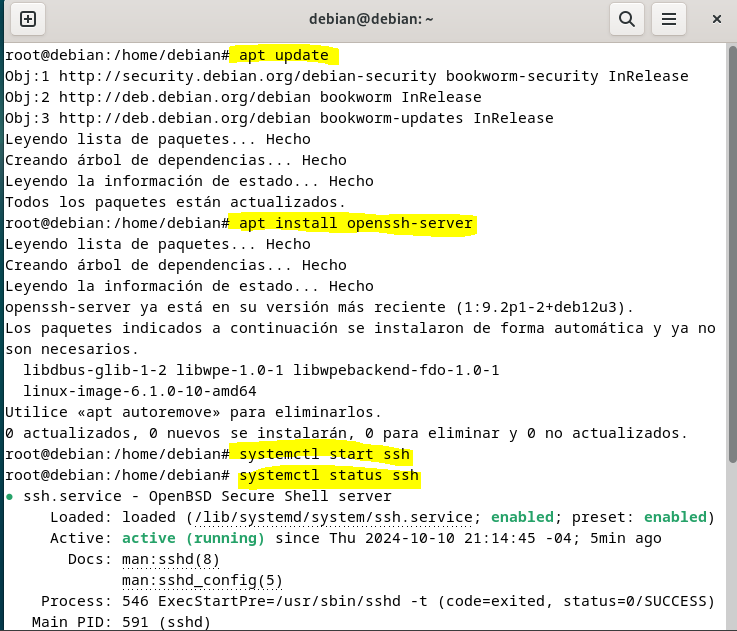 debian@debian: ~
root@debian:/home/debian# apt update
Obj:1 http://security.debian.org/debian-security bookworm-security InRelease
Obj:2 http://deb.debian.org/debian bookworm InRelease
Obj:3 http://deb.debian.org/debian bookworm-updates InRelease
Leyendo lista de paquetes... Hecho
Creando árbol de dependencias... Hecho
Leyendo la información de estado... Hecho
Todos los paquetes están actualizados.
root@debian:/home/debian# apt install openssh-server
Leyendo lista de paquetes... Hecho
Creando árbol de dependencias... Hecho
Leyendo la información de estado... Hecho
openssh-server ya está en su versión más reciente (1:9.2p1-2+deb12u3).
Los paquetes indicados a continuación se instalaron de forma automática y ya no
son necesarios.
  libdbus-glib-1-2 libwpe-1.0-1 libwpebackend-fdo-1.0-1
  linux-image-6.1.0-10-amd64
Utilice «apt autoremove» para eliminarlos.
0 actualizados, 0 nuevos se instalarán, 0 para eliminar y 0 no actualizados.
root@debian:/home/debian# systemctl start ssh
root@debian:/home/debian# systemctl status ssh
● ssh.service - OpenBSD Secure Shell server
     Loaded: loaded (/lib/systemd/system/ssh.service; enabled; preset: enabled)
     Active: active (running) since Thu 2024-10-10 21:14:45 -04; 5min ago
       Docs: man:sshd(8)
             man:sshd_config(5)
    Process: 546 ExecStartPre=/usr/sbin/sshd -t (code=exited, status=0/SUCCESS)
   Main PID: 591 (sshd)